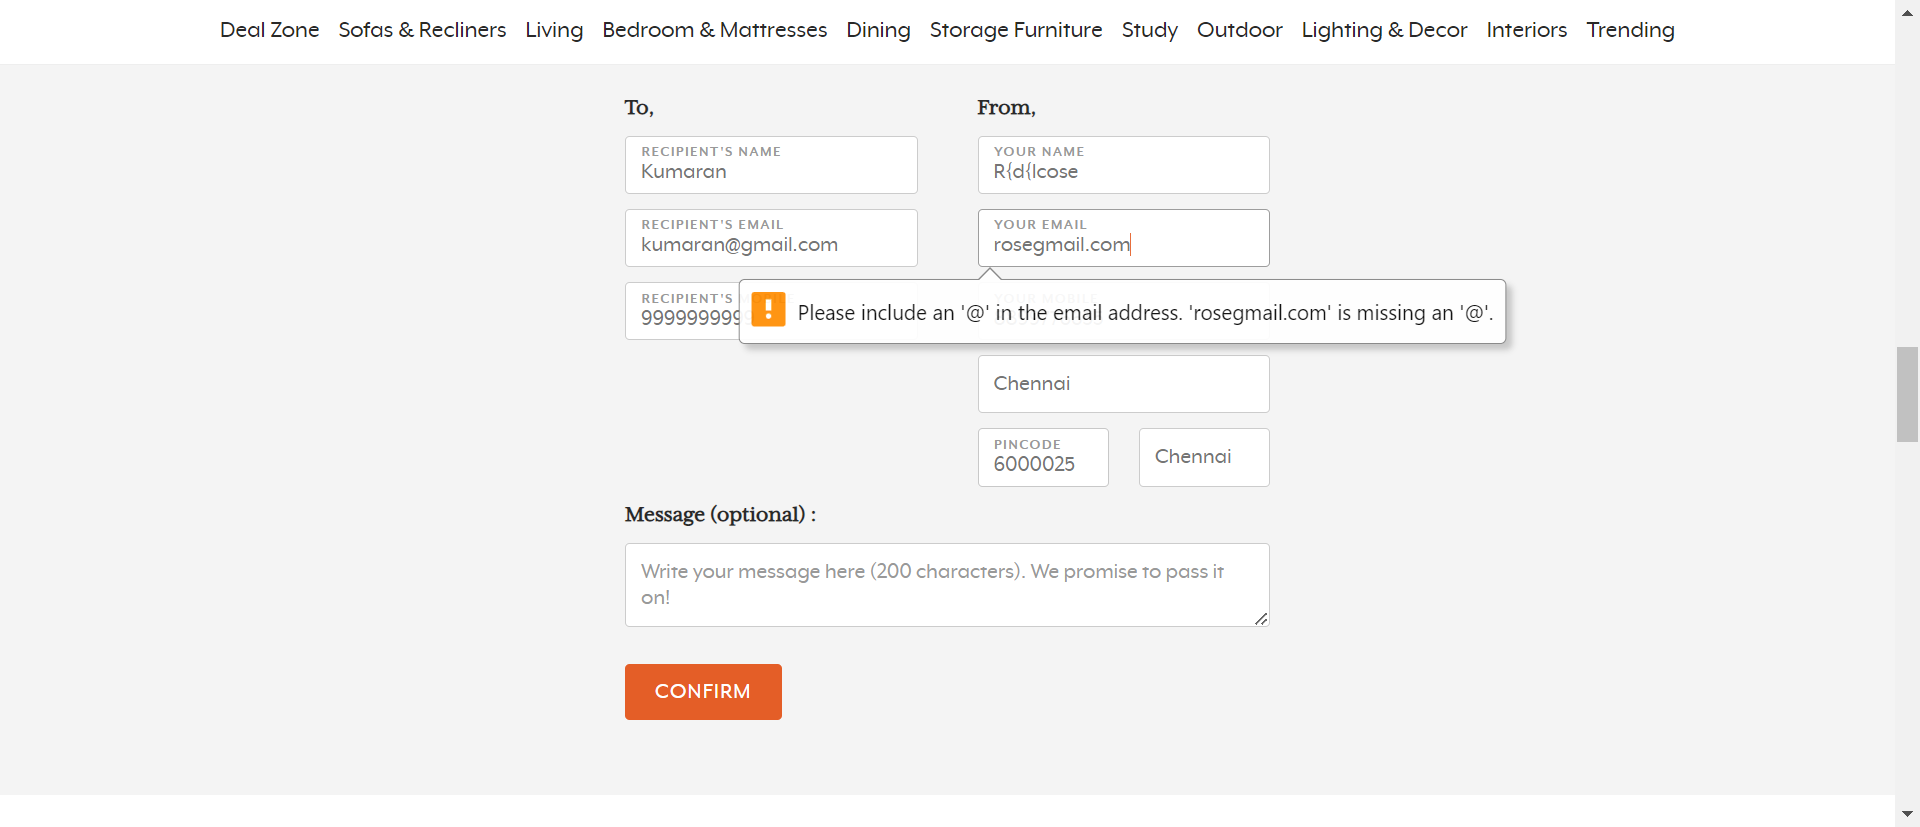 Deal Zone Sofas & Recliners Living Bedroom & Mattresses Dining Storage Furniture Study Outdoor Lighting & Decor Interiors Trending
To,
RECIPIENT'S NAME
Kumaran
RECIPIENT'S EMAIL
kumaran@gmail.com
RECIPIENT'S
999999999
From,
YOUR NAME
R{d{lcose
YOUR EMAIL
rosegmail.com
Please include an '@' in the email address. 'rosegmail.com' is missing an '@'.
YOUR MOBILE
Chennai
PINCODE
6000025
Chennai
Message (optional) :
Write your message here (200 characters). We promise to pass it
on!
CONFIRM